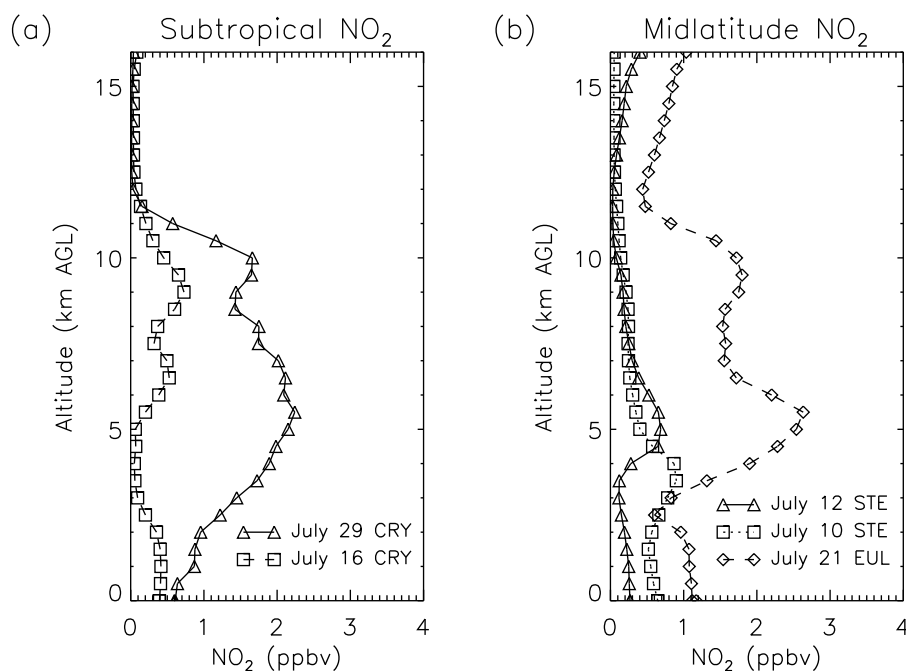 (a) Subtropical NO₂
15
10
5
0
Altitude (km AGL)
July 29 CRY
July 16 CRY
0 1 2 3 4
NO₂ (ppbv)
(b) Midlatitude NO₂
15
10
5
0
Altitude (km AGL)
July 12 STE
July 10 STE
July 21 EUL
0 1 2 3 4
NO₂ (ppbv)